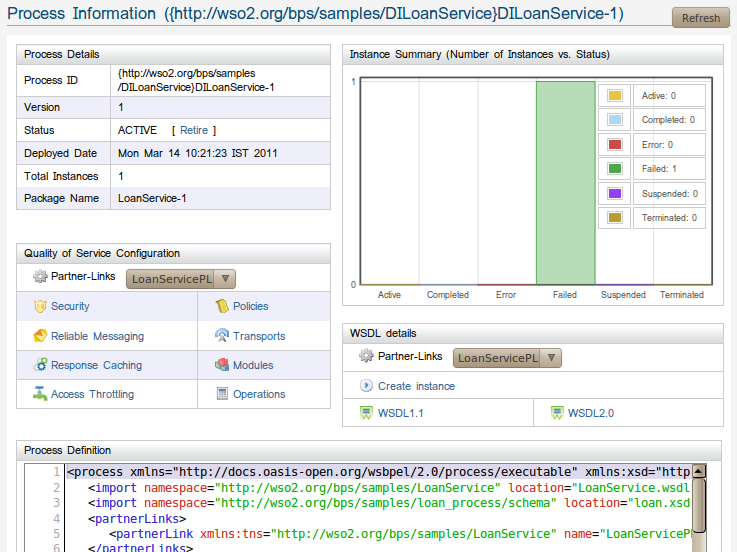 Process Information ({http://wso2.org/bps/samples/DILoanService}DILoanService-1)
Refresh
Process Details
Process ID
{http://wso2.org/bps/samples
/DILoanService}DILoanService-1
Version 1
Status ACTIVE [ Retire ]
Deployed Date Mon Mar 14 10:21:23 IST 2011
Total Instances 1
Package Name LoanService-1
Instance Summary (Number of Instances vs. Status)
1
0
Active: 0
Completed: 0
Error: 0
Failed: 1
Suspended: 0
Terminated: 0
Active Completed Error Failed Suspended Terminated
Quality of Service Configuration
Partner-Links LoanServicePL
Security Policies
Reliable Messaging Transports
Response Caching Modules
Access Throttling Operations
WSDL details
Partner-Links LoanServicePL
Create instance
WSDL1.1 WSDL2.0
Process Definition
1 <process xmlns="http://docs.oasis-open.org/wsbpel/2.0/process/executable" xmlns:xsd="http
2 <import namespace="http://wso2.org/bps/samples/LoanService" location="LoanService.wsdl
3 <import namespace="http://wso2.org/bps/samples/loan_process/schema" location="loan.xsd
4 <partnerLinks>
5 <partnerLink xmlns:tns="http://wso2.org/bps/samples/LoanService" name="LoanServiceP
6 </partnerLinks>